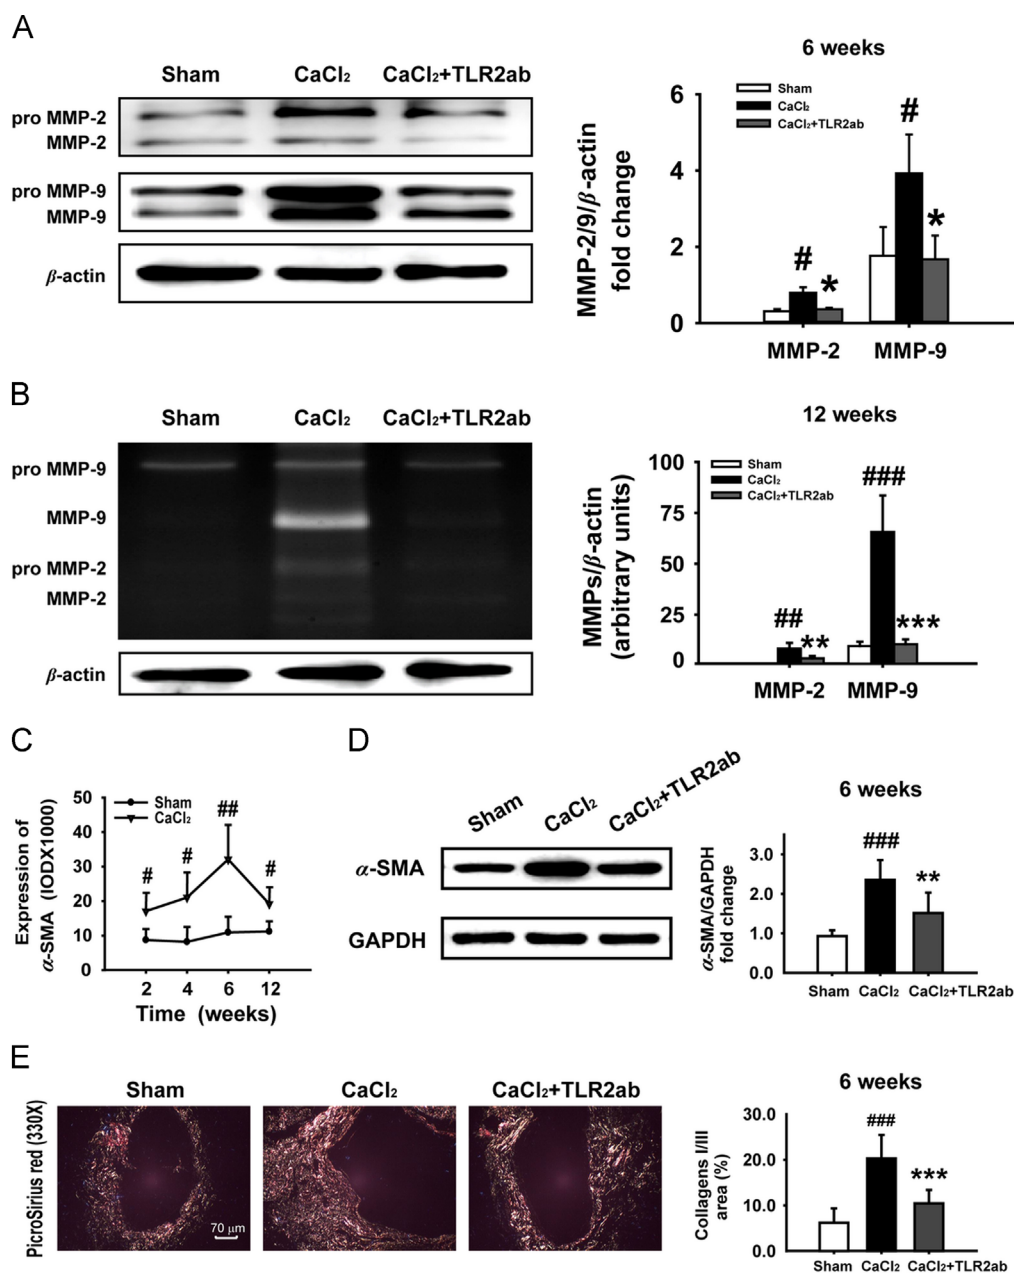 A
Sham CaCl₂ CaCl₂+TLR2ab
pro MMP-2
MMP-2
pro MMP-9
MMP-9
β-actin
6 weeks
Sham
CaCl₂
CaCl₂+TLR2ab
MMP-2/9/β-actin
fold change
6
4
2
0
#
*
#
*
MMP-2 MMP-9
B
Sham CaCl₂ CaCl₂+TLR2ab
pro MMP-9
MMP-9
pro MMP-2
MMP-2
β-actin
12 weeks
Sham
CaCl₂
CaCl₂+TLR2ab
MMPs/β-actin
(arbitrary units)
100
75
50
25
0
##
**
###
***
MMP-2 MMP-9
C
Expression of
α-SMA (IODX1000)
50
40
30
20
10
0
Sham
CaCl₂
# # ## #
2 4 6 12
Time (weeks)
D
Sham CaCl₂ CaCl₂+TLR2ab
α-SMA
GAPDH
6 weeks
α-SMA/GAPDH
fold change
3.0
2.0
1.0
0.0
###
**
Sham CaCl₂ CaCl₂+TLR2ab
E
Sham CaCl₂ CaCl₂+TLR2ab
PicroSirius red (330X)
70 μm
6 weeks
Collagens I/III
area (%)
30.0
20.0
10.0
0.0
###
***
Sham CaCl₂ CaCl₂+TLR2ab